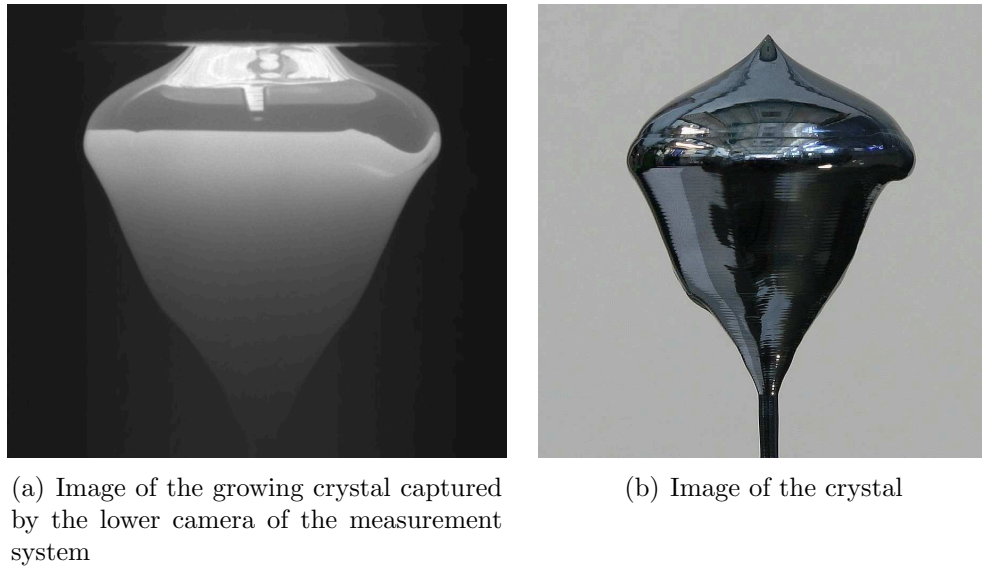 (a) Image of the growing crystal captured
by the lower camera of the measurement
system
(b) Image of the crystal